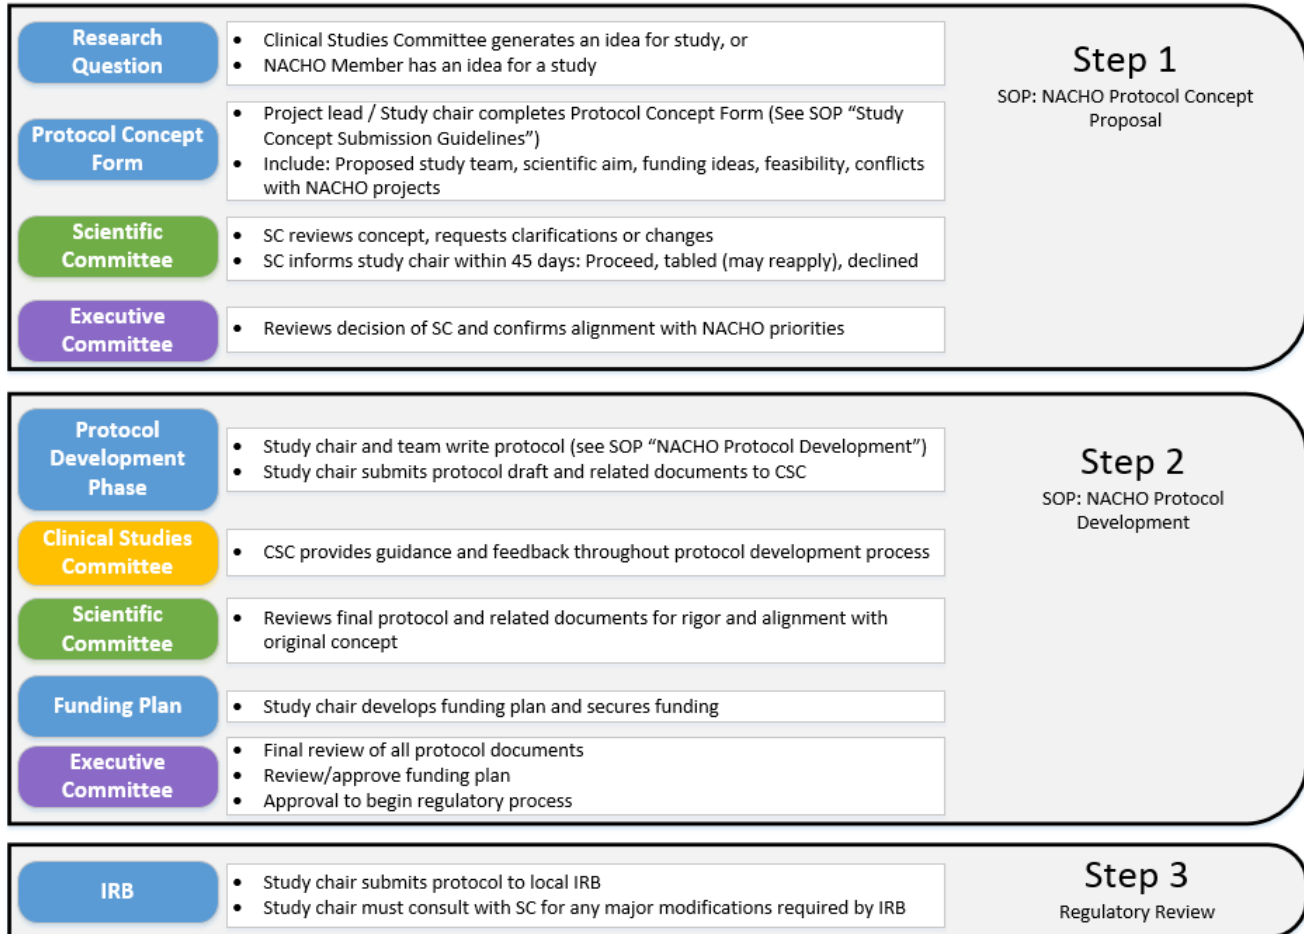 Research
Question
• Clinical Studies Committee generates an idea for study, or
• NACHO Member has an idea for a study
Step 1
SOP: NACHO Protocol Concept
Proposal
Protocol Concept
Form
• Project lead / Study chair completes Protocol Concept Form (See SOP “Study
Concept Submission Guidelines”)
• Include: Proposed study team, scientific aim, funding ideas, feasibility, conflicts
with NACHO projects
Scientific
Committee
• SC reviews concept, requests clarifications or changes
• SC informs study chair within 45 days: Proceed, tabled (may reapply), declined
Executive
Committee
• Reviews decision of SC and confirms alignment with NACHO priorities
Protocol
Development
Phase
• Study chair and team write protocol (see SOP “NACHO Protocol Development”)
• Study chair submits protocol draft and related documents to CSC
Step 2
SOP: NACHO Protocol
Development
Clinical Studies
Committee
• CSC provides guidance and feedback throughout protocol development process
Scientific
Committee
• Reviews final protocol and related documents for rigor and alignment with
original concept
Funding Plan
• Study chair develops funding plan and secures funding
Executive
Committee
• Final review of all protocol documents
• Review/approve funding plan
• Approval to begin regulatory process
IRB
• Study chair submits protocol to local IRB
• Study chair must consult with SC for any major modifications required by IRB
Step 3
Regulatory Review